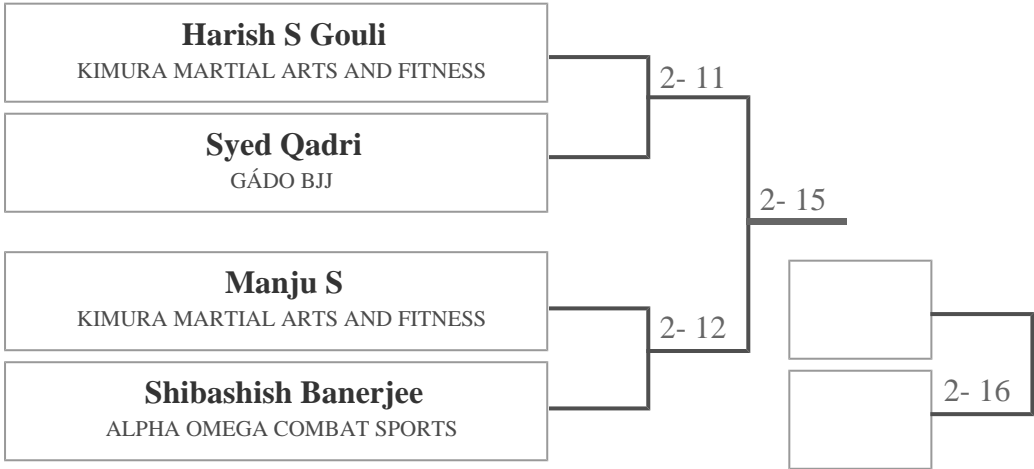 Harish S Gouli
KIMURA MARTIAL ARTS AND FITNESS
2- 11
Syed Qadri
GÁDO BJJ
2- 15
Manju S
KIMURA MARTIAL ARTS AND FITNESS
2- 12
Shibashish Banerjee
ALPHA OMEGA COMBAT SPORTS
2- 16